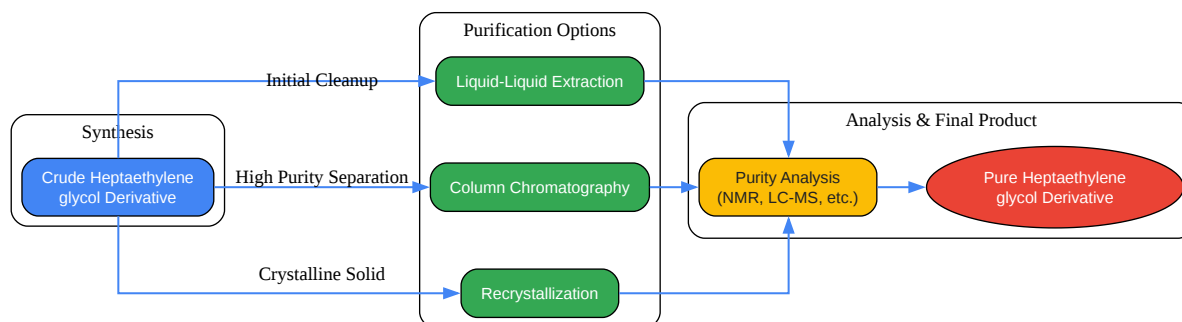 Purification Options
Initial Cleanup
Liquid-Liquid Extraction
Synthesis
Analysis & Final Product
Crude Heptaethylene
glycol Derivative
High Purity Separation
Column Chromatography
Purity Analysis
(NMR, LC-MS, etc.)
Pure Heptaethylene
glycol Derivative
Crystalline Solid
Recrystallization